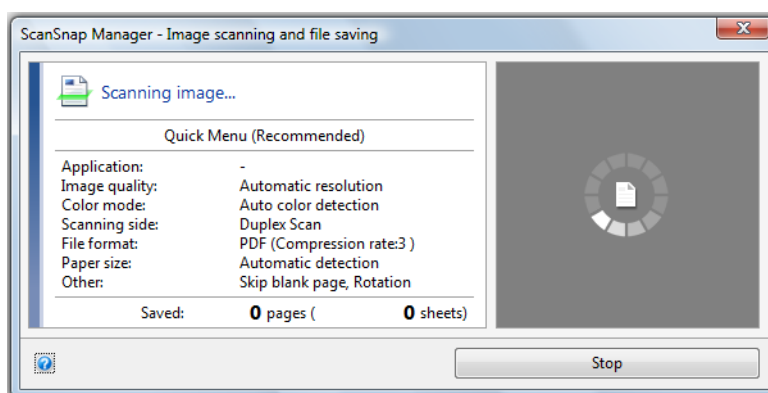 ScanSnap Manager - Image scanning and file saving
Scanning image...
Quick Menu (Recommended)
Application: -
Image quality: Automatic resolution
Color mode: Auto color detection
Scanning side: Duplex Scan
File format: PDF (Compression rate:3 )
Paper size: Automatic detection
Other: Skip blank page, Rotation
Saved: 0 pages ( 0 sheets)
Stop